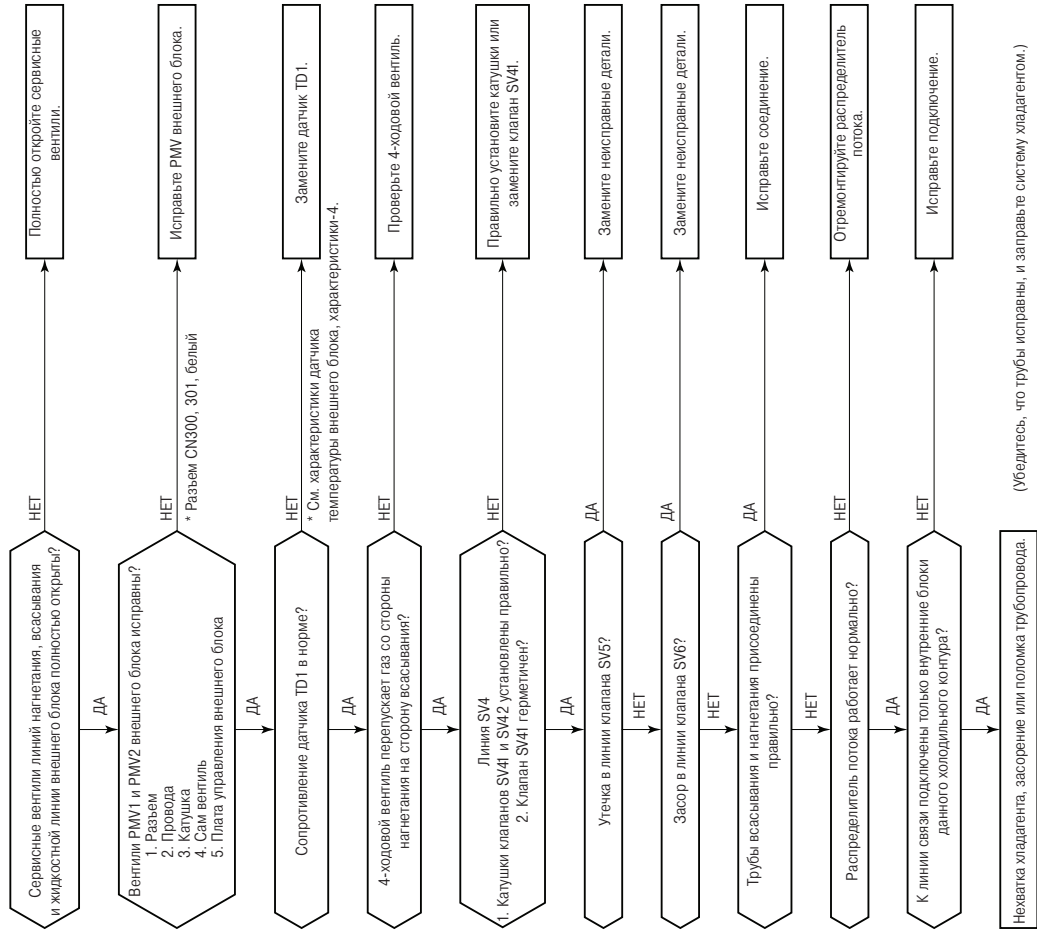 Сервисные вентили линий нагнетания, всасывания
и жидкостной линии внешнего блока полностью открыты?
НЕТ
Полностью откройте сервисные
вентили.
ДА
Вентили PMV1 и PMV2 внешнего блока исправны?
1. Разъем
2. Провода
3. Катушка
4. Сам вентиль
5. Плата управления внешнего блока
НЕТ
* Разъем CN300, 301, белый
Исправьте PMV внешнего блока.
ДА
Сопротивление датчика TD1 в норме?
НЕТ
* См. характеристики датчика
температуры внешнего блока, характеристики-4.
Замените датчик TD1.
ДА
4-ходовой вентиль перепускает газ со стороны
нагнетания на сторону всасывания?
НЕТ
Проверьте 4-ходовой вентиль.
ДА
Линия SV4
1. Катушки клапанов SV41 и SV42 установлены правильно?
2. Клапан SV41 герметичен?
НЕТ
Правильно установите катушки или
замените клапан SV41.
ДА
Утечка в линии клапана SV5?
ДА
Замените неисправные детали.
НЕТ
Засор в линии клапана SV6?
ДА
Замените неисправные детали.
НЕТ
Трубы всасывания и нагнетания присоединены
правильно?
ДА
Исправьте соединение.
НЕТ
Распределитель потока работает нормально?
НЕТ
Отремонтируйте распределитель
потока.
ДА
К линии связи подключены только внутренние блоки
данного холодильного контура?
НЕТ
Исправьте подключение.
ДА
Нехватка хладагента, засорение или поломка трубопровода.
(Убедитесь, что трубы исправны, и заправьте систему хладагентом.)